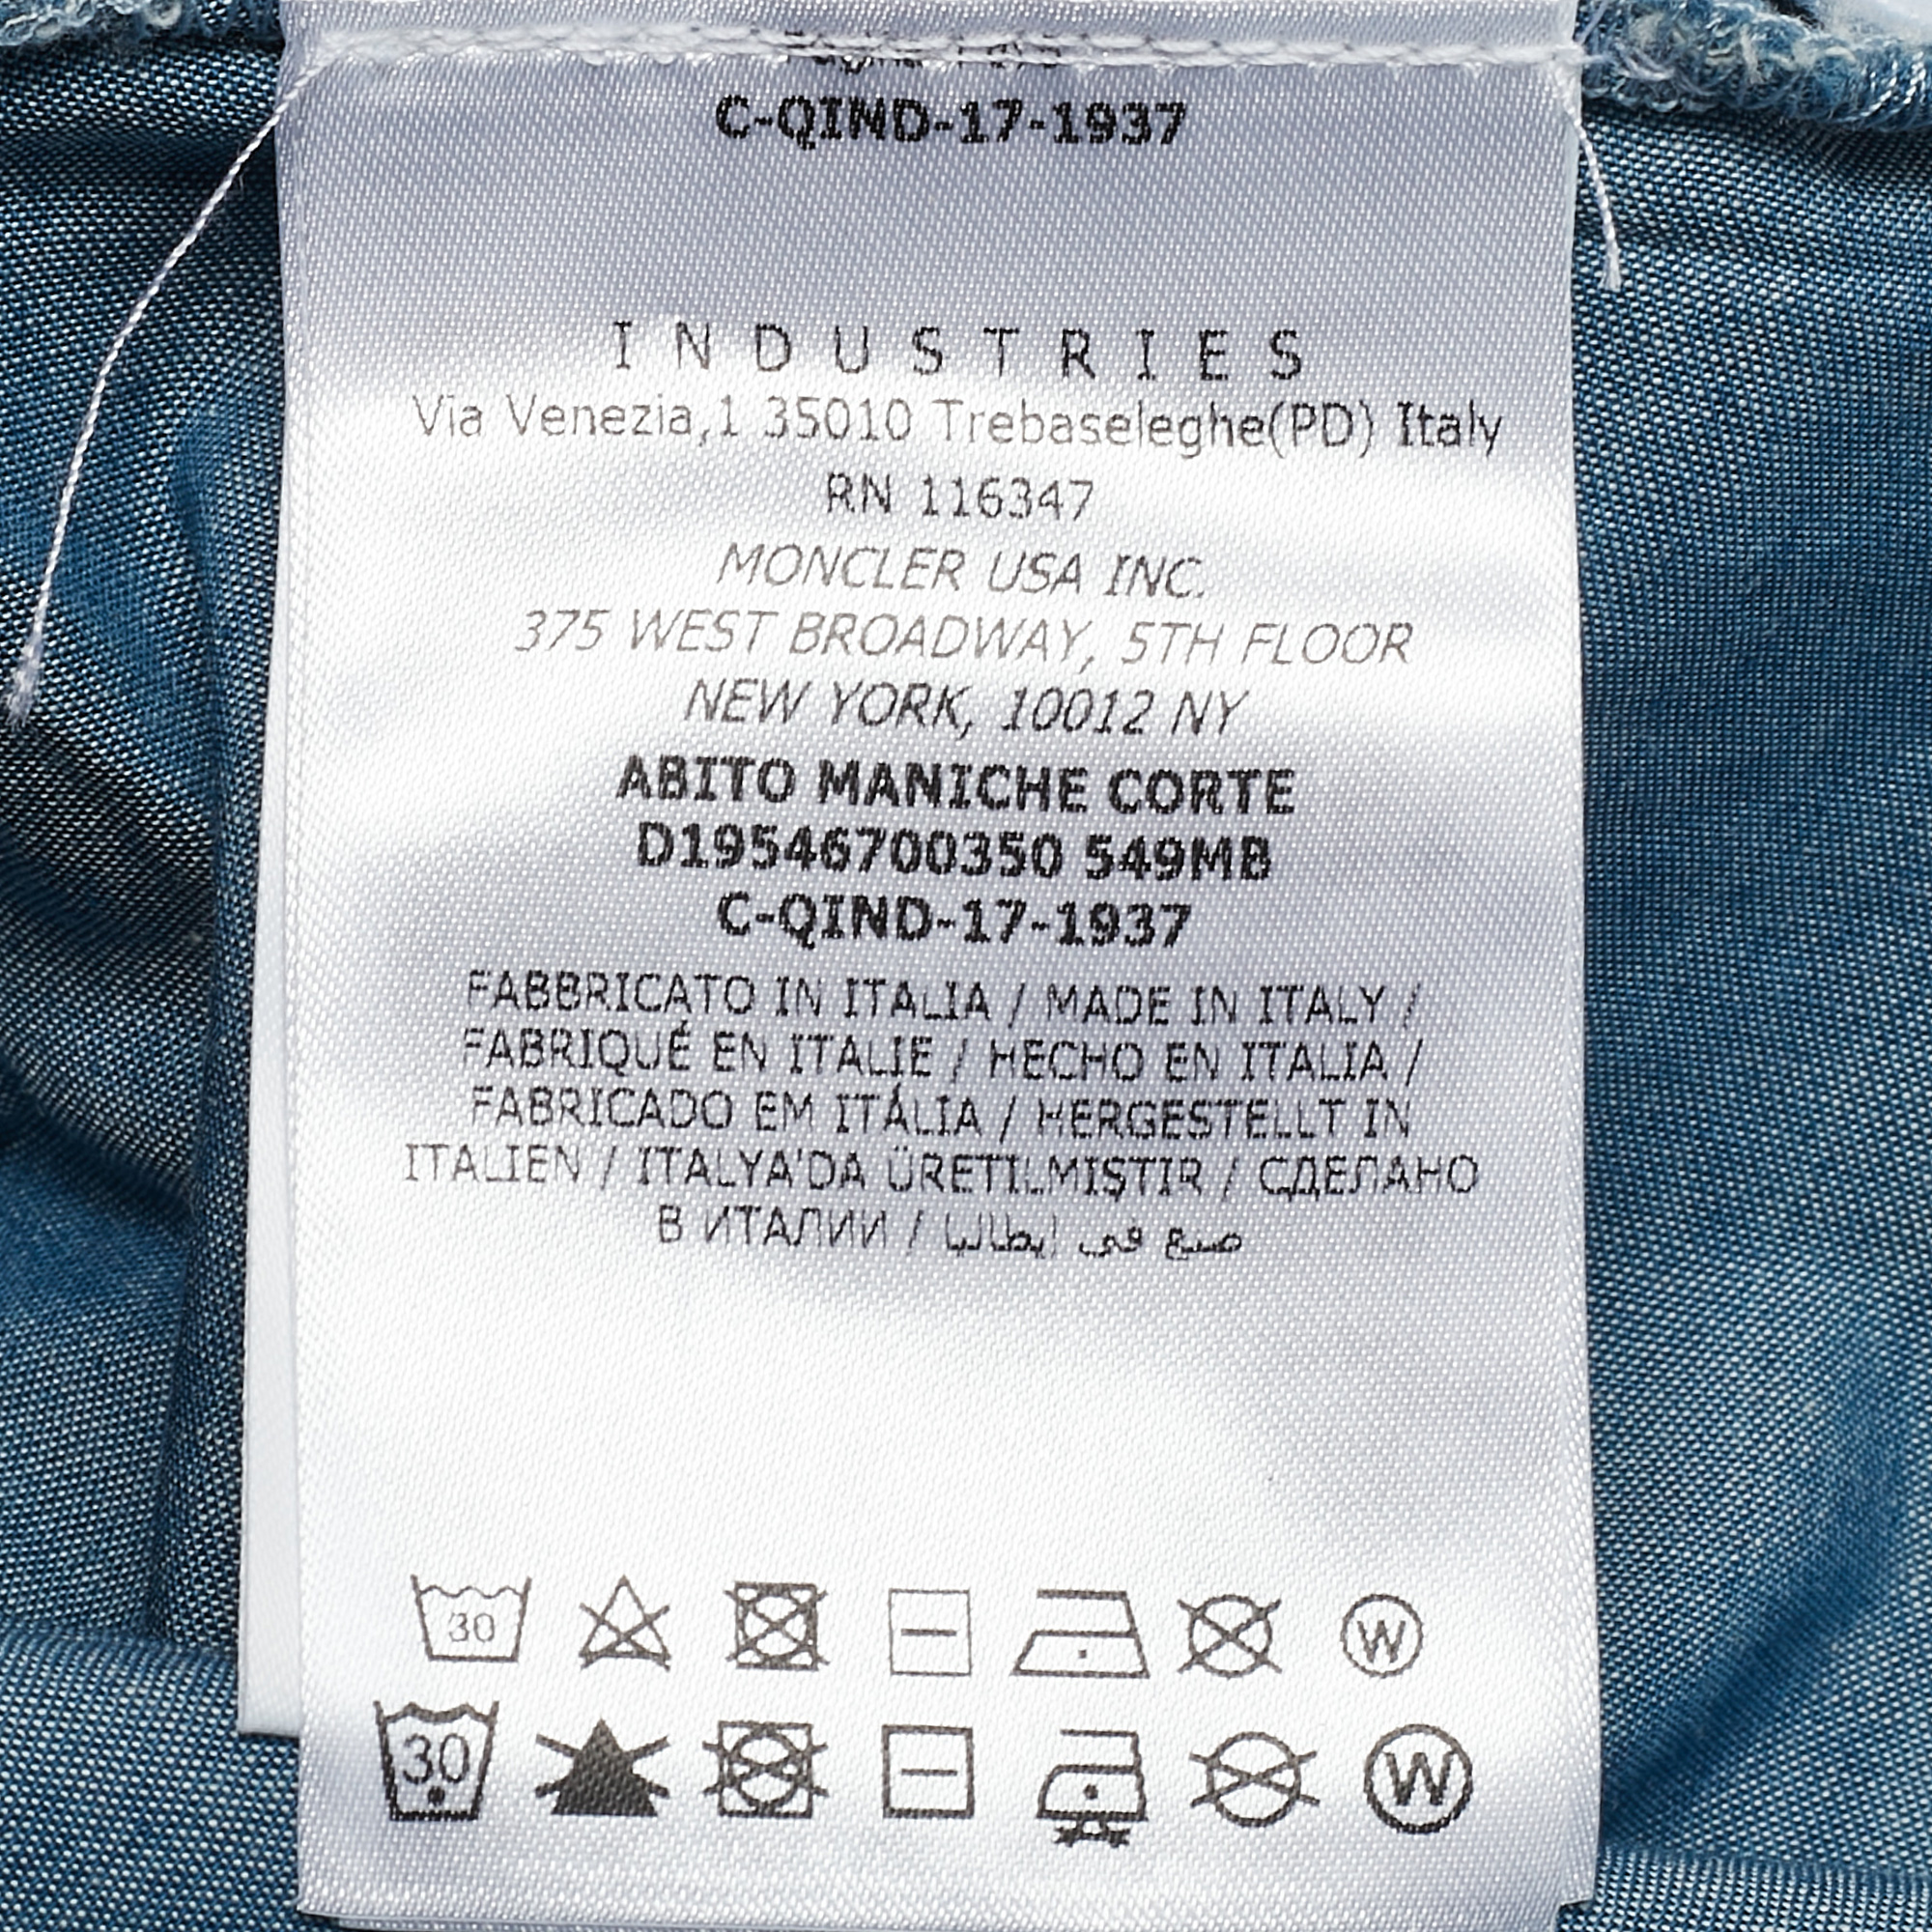 C-QIND-17-1937
INDUSTRIES
Via Venezia,1 35010 Trebaseleghe(PD) Italy
RN 116347
MONCLER USA INC.
375 WEST BROADWAY, 5TH FLOOR
NEW YORK, 10012 NY
ABITO MANICHE CORTE
D19546700350 549MB
C-QIND-17-1937
FABBRICATO IN ITALIA / MADE IN ITALY /
FABRIQUÉ EN ITALIE / HECHO EN ITALIA /
FABRICADO EM ITÁLIA / HERGESTELLT IN
ITALIEN / ITALYA'DA ÜRETILMIŞTIR / СДЕЛАНО
В ИТАЛИИ / صنع في إيطاليا
30 W
30 W